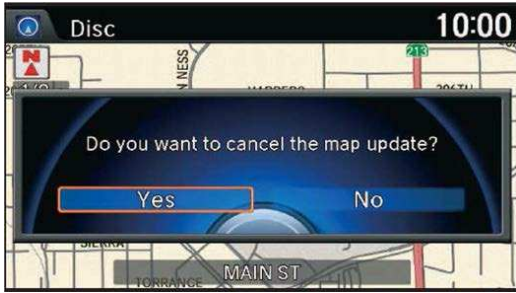 Disc
10:00
N
213
NESS
Do you want to cancel the map update?
Yes
No
SIERRA
MAIN ST
TORRANCE